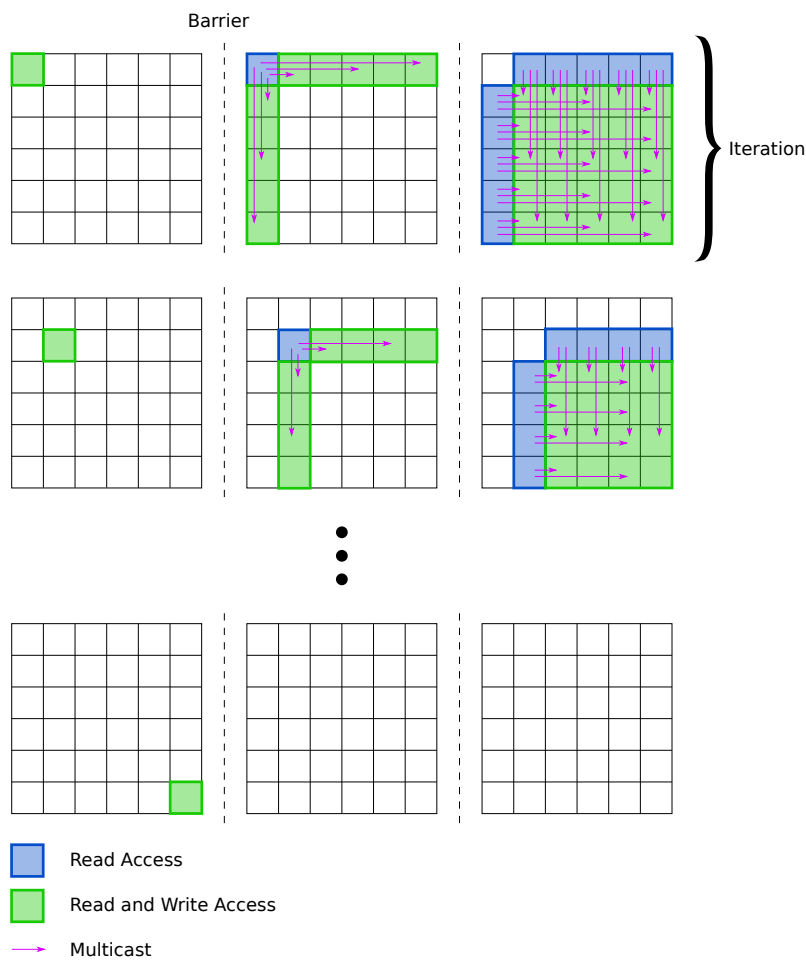 Barrier
Iteration
Read Access
Read and Write Access
Multicast